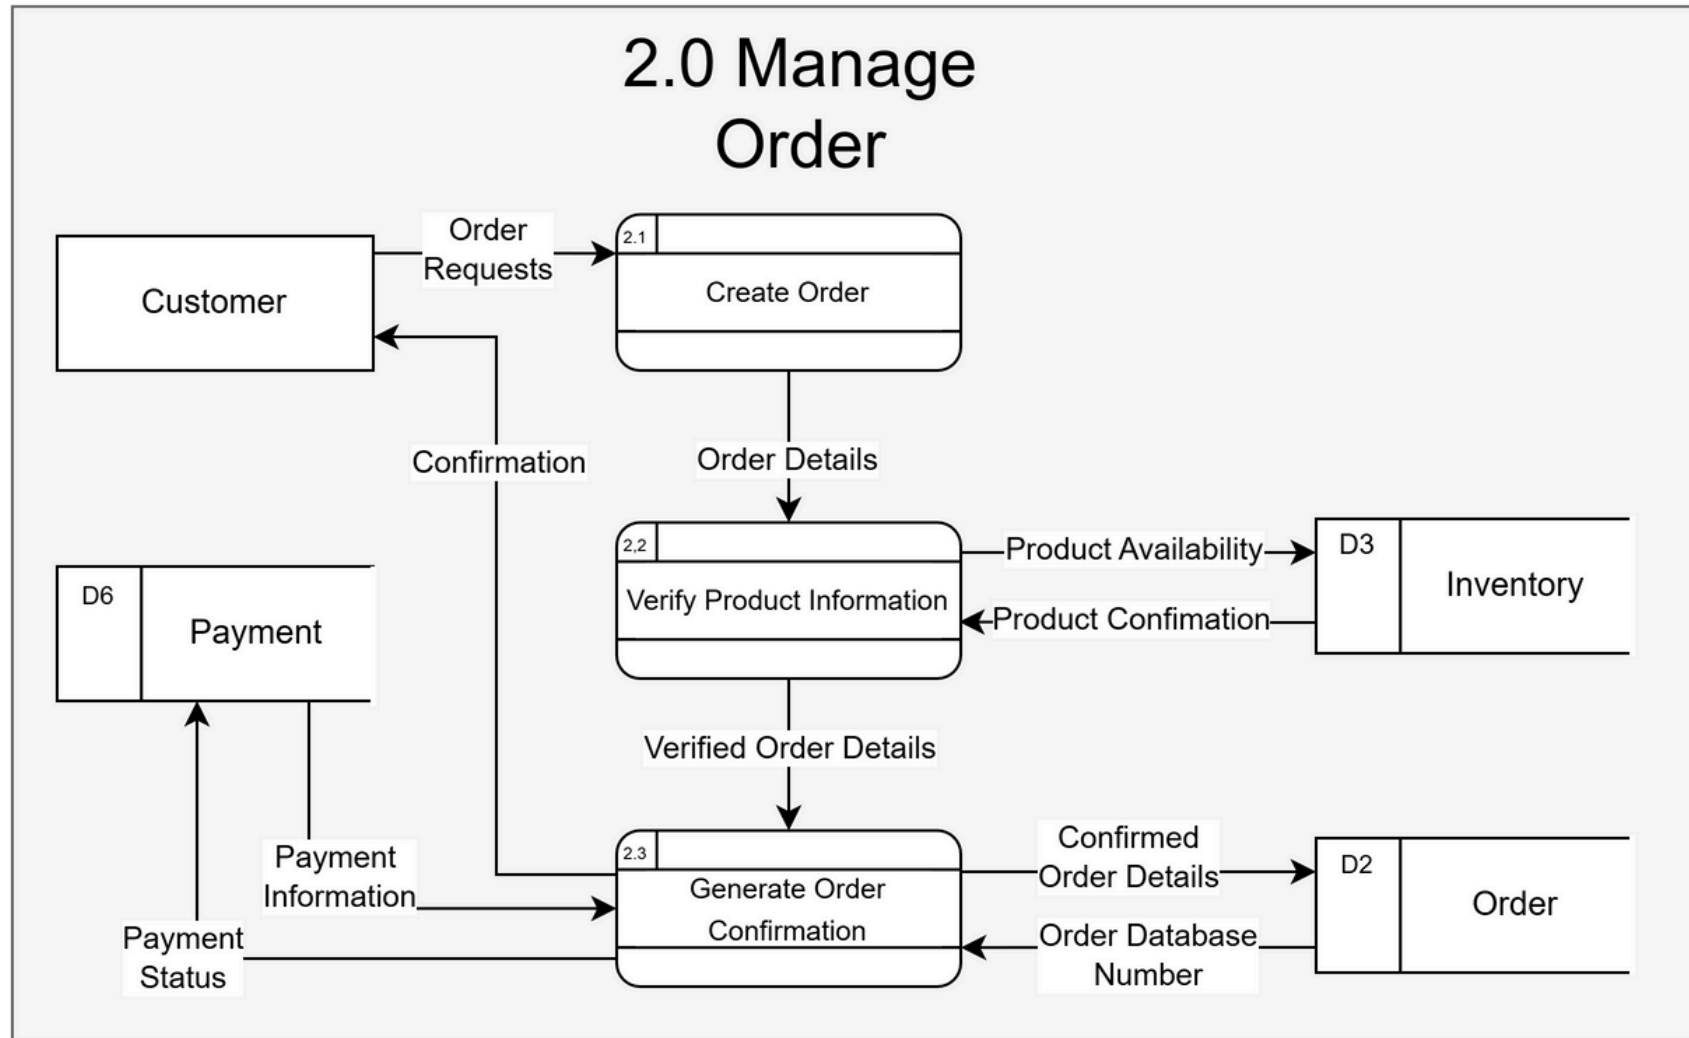 2.0 Manage
Order
Order
Requests
2.1
Create Order
Customer
Confirmation
Order Details
2,2
Verify Product Information
Product Availability
Product Confimation
D3
Inventory
D6
Payment
Verified Order Details
2.3
Generate Order
Confirmation
Payment
Information
Payment
Status
Confirmed
Order Details
Order Database
Number
D2
Order